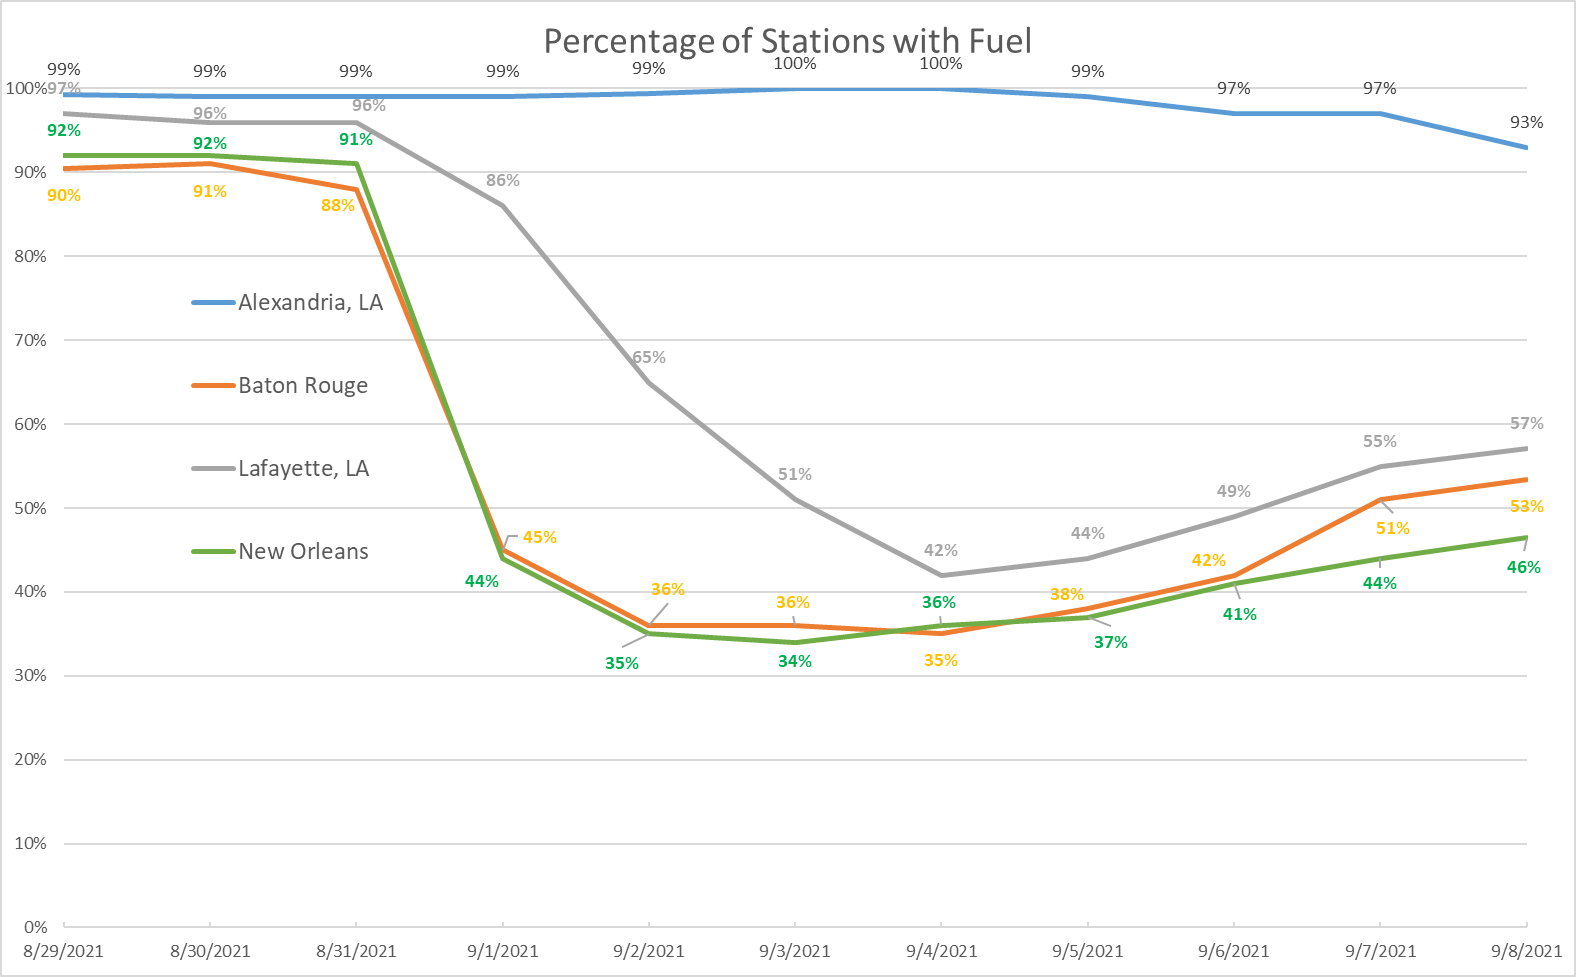 Percentage of Stations with Fuel
99% 99% 99% 99% 99% 100% 100% 99% 97% 97% 93%
97% 96% 96% 86% 65% 51% 42% 44% 49% 55% 57%
92% 92% 91% 44% 35% 34% 36% 37% 41% 44% 46%
90% 91% 88% 45% 36% 36% 35% 38% 42% 51% 53%
100%
90%
80%
70%
60%
50%
40%
30%
20%
10%
0%
Alexandria, LA
Baton Rouge
Lafayette, LA
New Orleans
8/29/2021 8/30/2021 8/31/2021 9/1/2021 9/2/2021 9/3/2021 9/4/2021 9/5/2021 9/6/2021 9/7/2021 9/8/2021